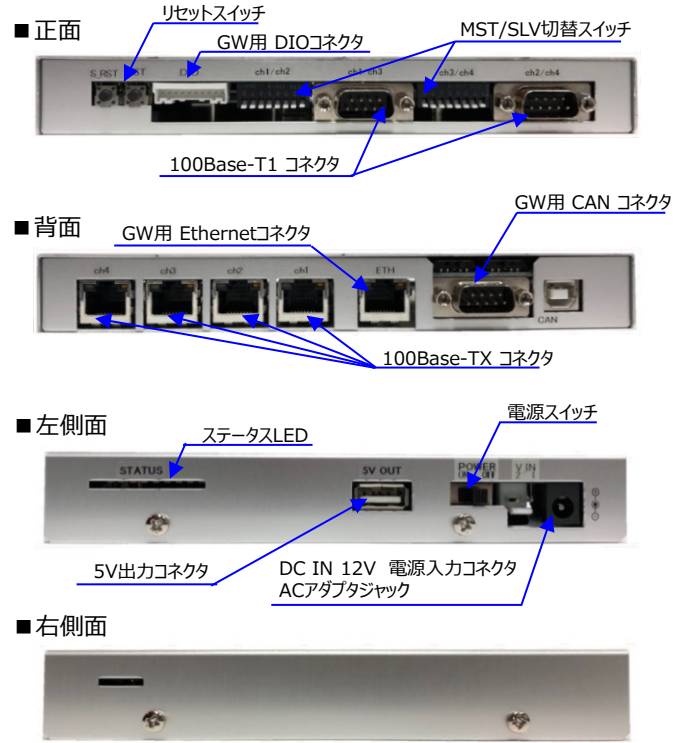 ■正面
リセットスイッチ
GW用 DIOコネクタ
MST/SLV切替スイッチ
S_RST
DIO
ch1/ch2
ch1/ch3
ch3/ch4
ch2/ch4
100Base-T1 コネクタ
■背面
GW用 Ethernetコネクタ
GW用 CAN コネクタ
ch4
ch3
ch2
ch1
ETH
CAN
100Base-TX コネクタ
■左側面
ステータスLED
電源スイッチ
STATUS
5V OUT
POWER
ON OFF
V_IN
2 1
5V出力コネクタ
DC IN 12V 電源入力コネクタ
ACアダプタジャック
■右側面